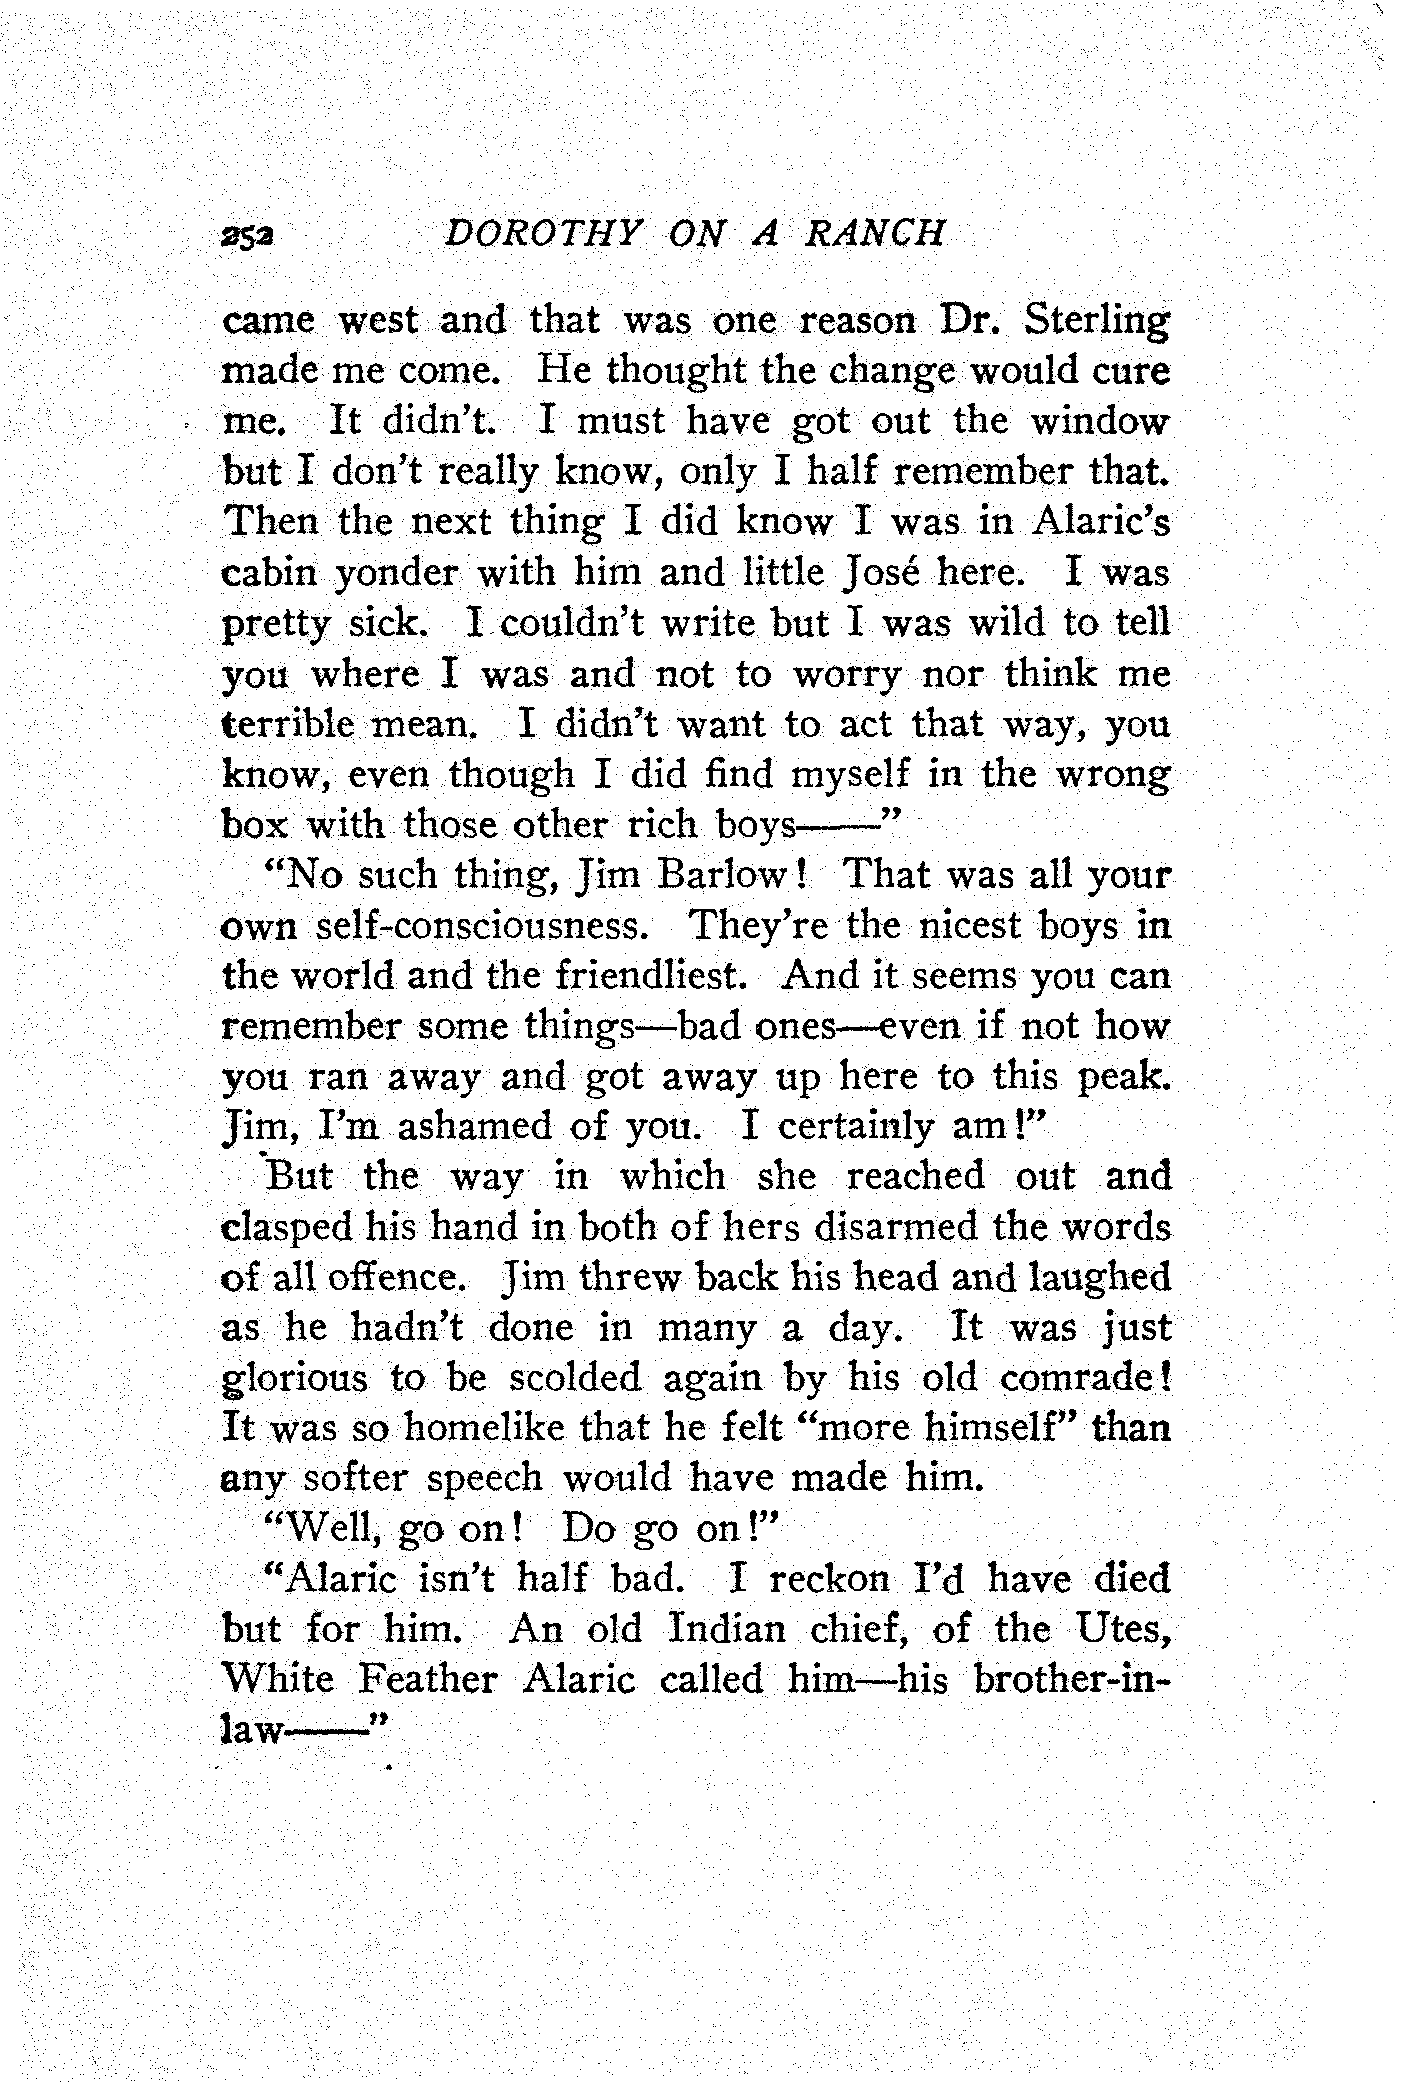 252 DOROTHY ON A RANCH
came west and that was one reason Dr. Sterling
made me come. He thought the change would cure
me. It didn't. I must have got out the window
but I don't really know, only I half remember that.
Then the next thing I did know I was in Alaric's
cabin yonder with him and little José here. I was
pretty sick. I couldn't write but I was wild to tell
you where I was and not to worry nor think me
terrible mean. I didn't want to act that way, you
know, even though I did find myself in the wrong
box with those other rich boys——"
"No such thing, Jim Barlow! That was all your
own self-consciousness. They're the nicest boys in
the world and the friendliest. And it seems you can
remember some things—bad ones—even if not how
you ran away and got away up here to this peak.
Jim, I'm ashamed of you. I certainly am!"
But the way in which she reached out and
clasped his hand in both of hers disarmed the words
of all offence. Jim threw back his head and laughed
as he hadn't done in many a day. It was just
glorious to be scolded again by his old comrade!
It was so homelike that he felt "more himself" than
any softer speech would have made him.
"Well, go on! Do go on!"
"Alaric isn't half bad. I reckon I'd have died
but for him. An old Indian chief, of the Utes,
White Feather Alaric called him—his brother-in-
law——"